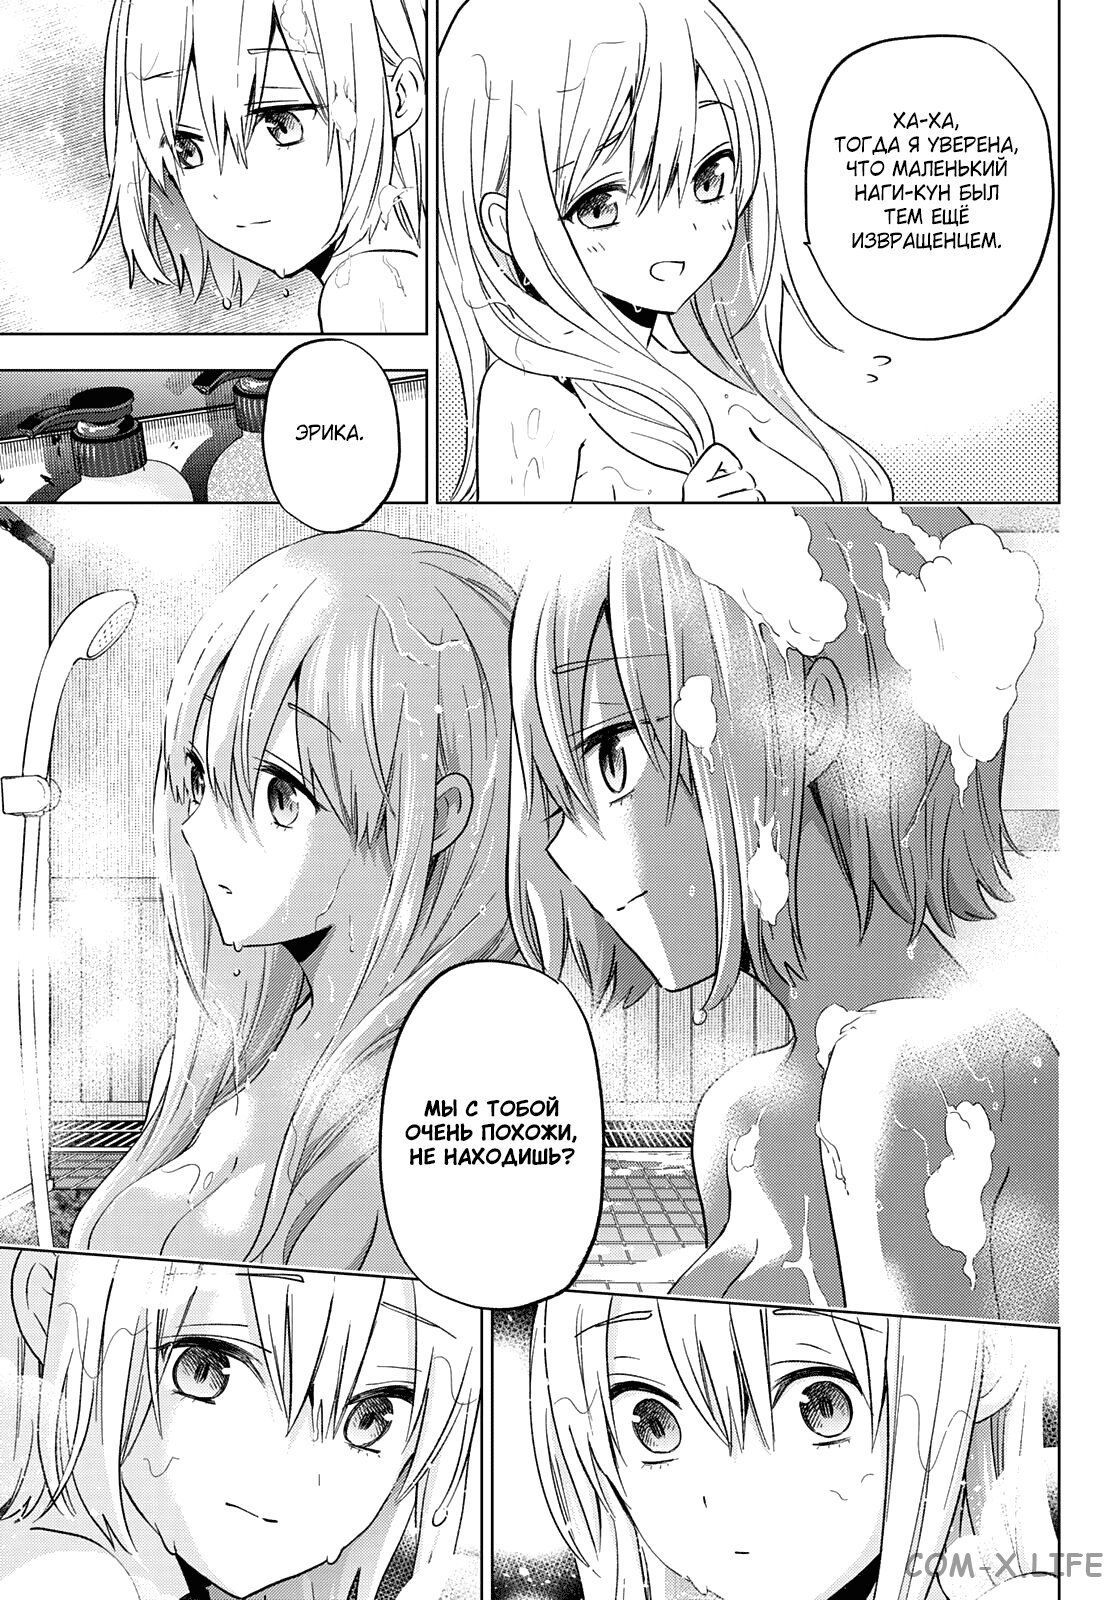 ХА-ХА,
ТОГДА Я УВЕРЕНА,
ЧТО МАЛЕНЬКИЙ
НАГИ-КУН БЫЛ
ТЕМ ЕЩЁ
ИЗВРАЩЕНЦЕМ.
ЭРИКА.
МЫ С ТОБОЙ
ОЧЕНЬ ПОХОЖИ,
НЕ НАХОДИШЬ?
COM-X.LIFE